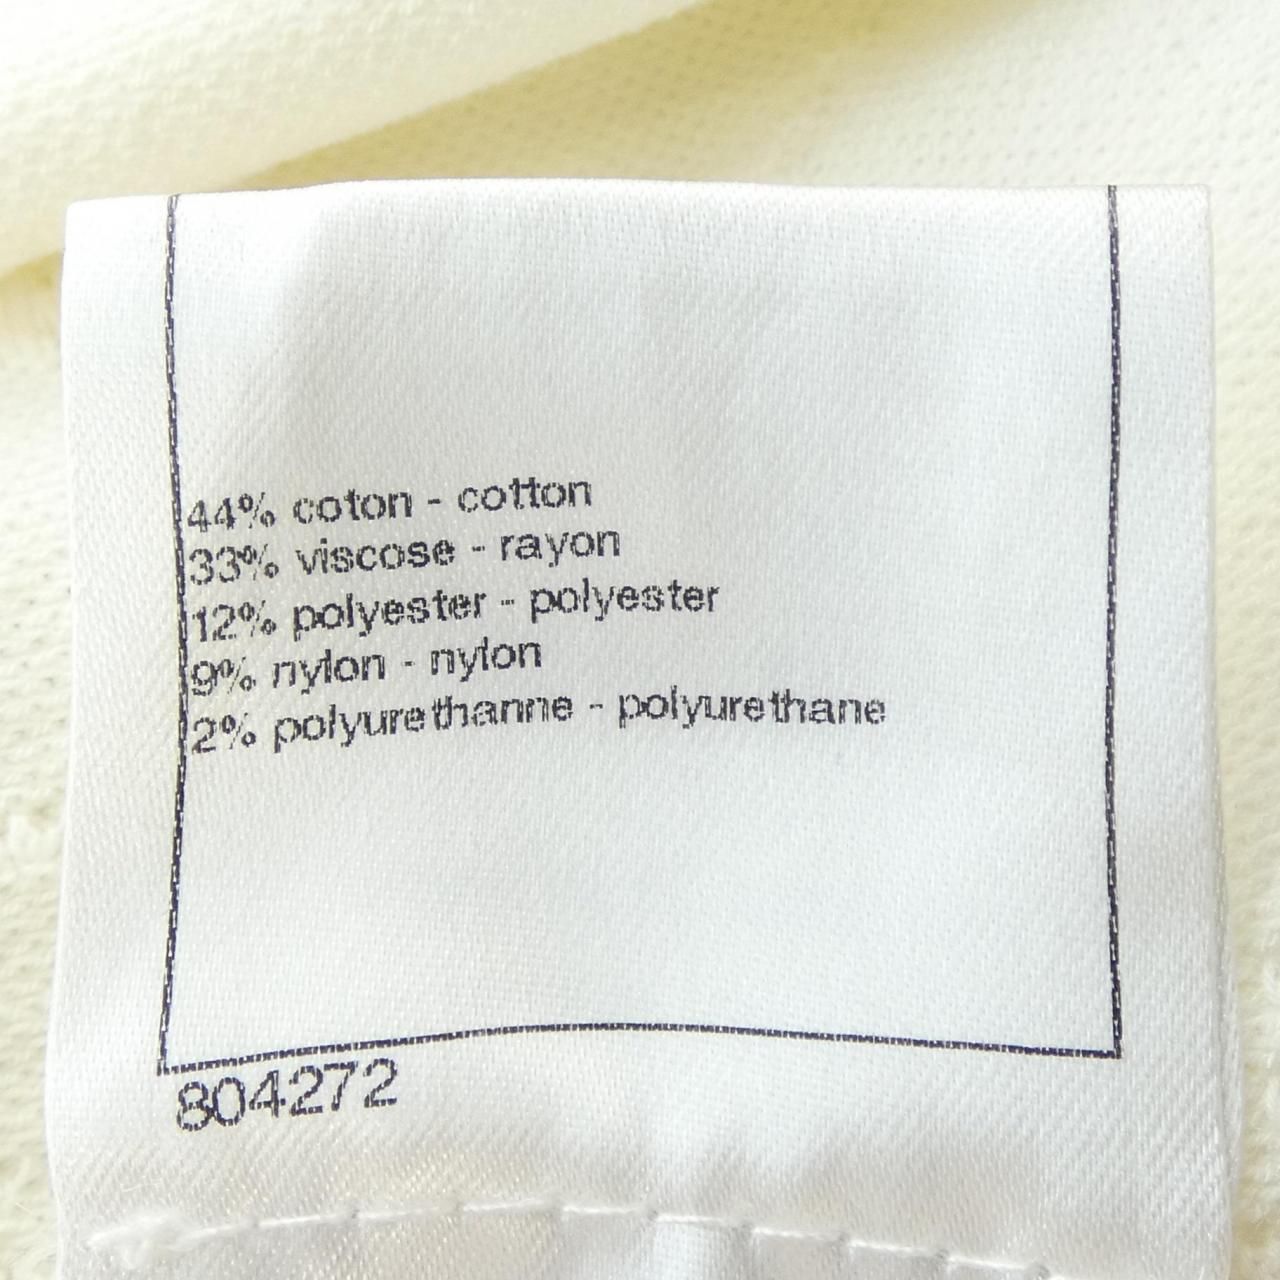 44% coton - cotton
33% viscose - rayon
12% polyester - polyester
9% nylon - nylon
2% polyurethanne - polyurethane
804272